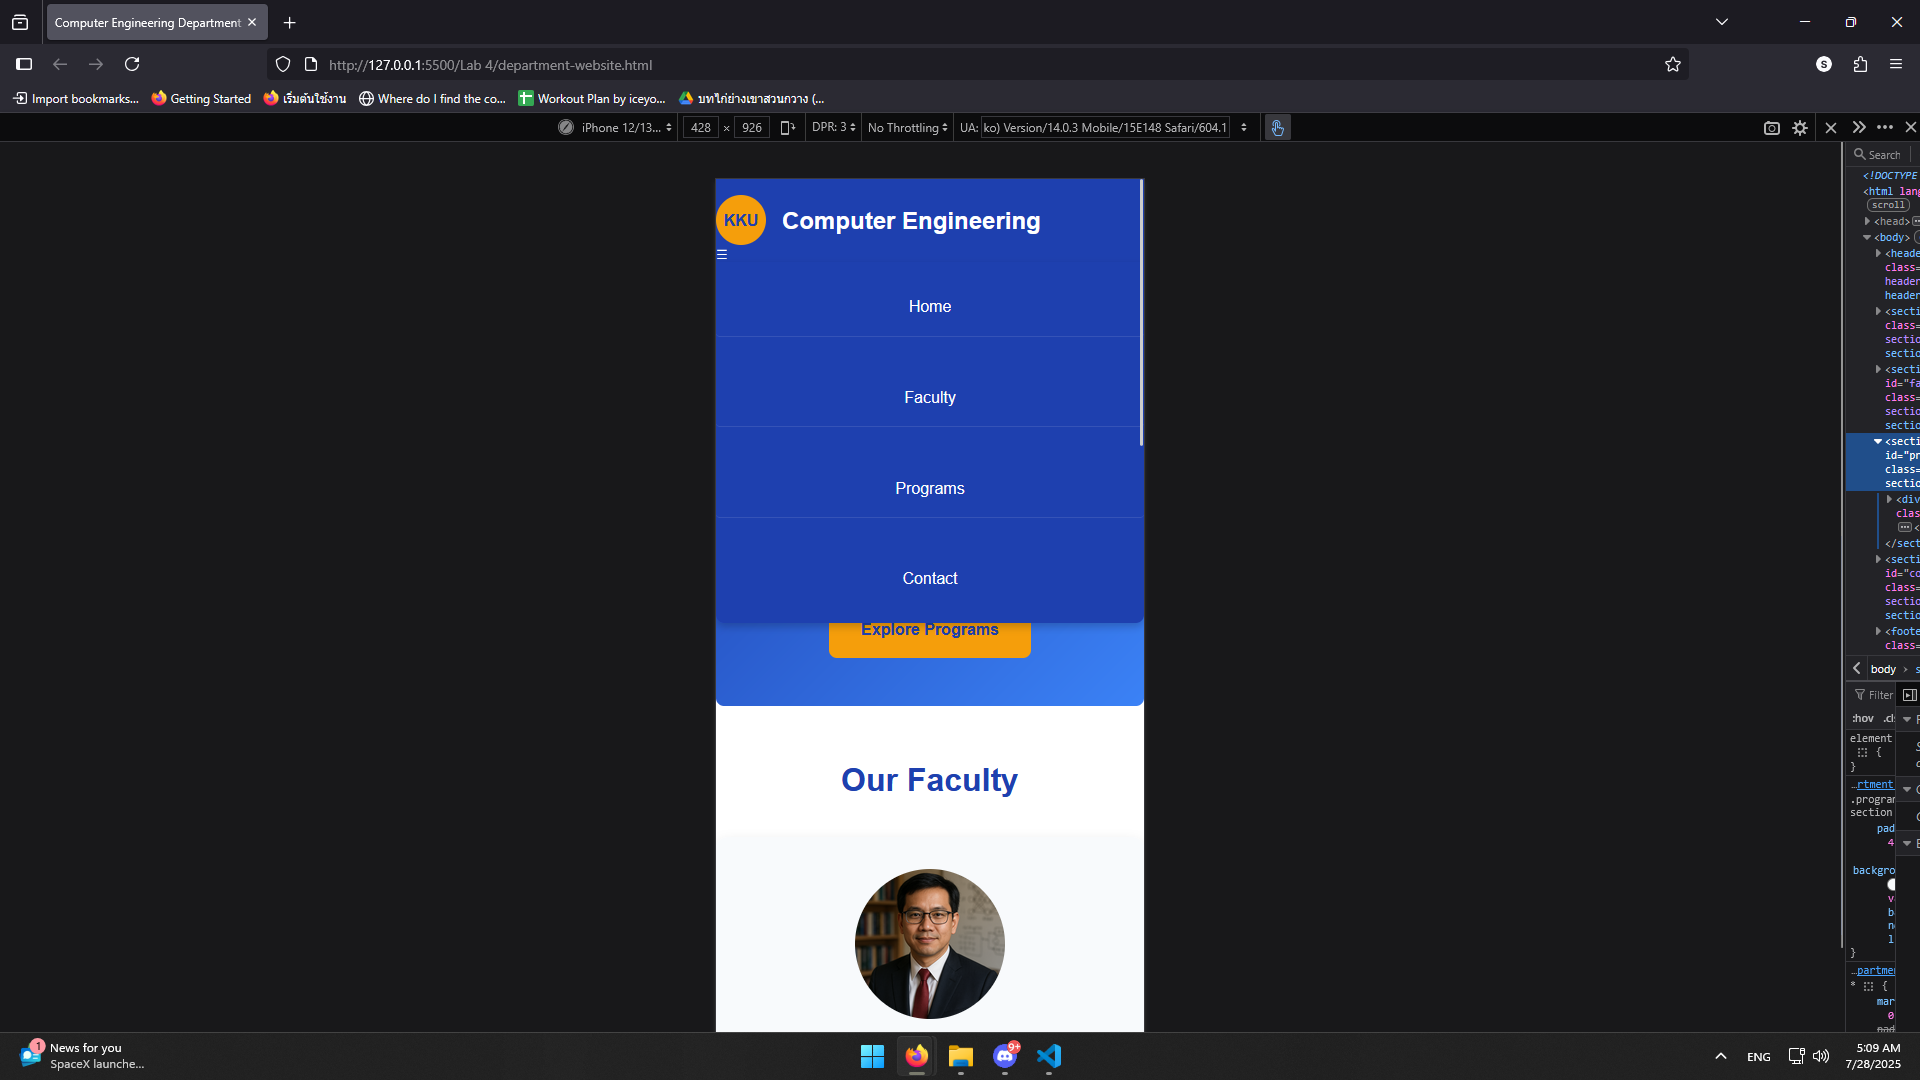 Computer Engineering Department
http://127.0.0.1:5500/Lab 4/department-website.html
S
Import bookmarks...
Getting Started
เริ่มต้นใช้งาน
Where do I find the co...
Workout Plan by iceyo...
บทไก่ย่างเขาสวนกวาง (...
iPhone 12/13...
428 × 926
DPR: 3
No Throttling
UA: ko) Version/14.0.3 Mobile/15E148 Safari/604.1
Search
<!DOCTYPE
<html lang
scroll
<head>
<body>
<heade
class=
header
header
<secti
class=
sectio
sectio
<secti
id="fa
class=
sectio
sectio
<secti
id="pr
class=
sectio
<div
clas
</sect
<secti
id="co
class=
sectio
sectio
<foote
class=
body
Filter
:hov .cl
element
{
}
...rtment
.program
section
pad
4
backgro
}
...partmen
* {
mar
0
pad
KKU
Computer Engineering
☰
Home
Faculty
Programs
Contact
Explore Programs
Our Faculty
1
News for you
SpaceX launche...
9+
ENG
5:09 AM
7/28/2025